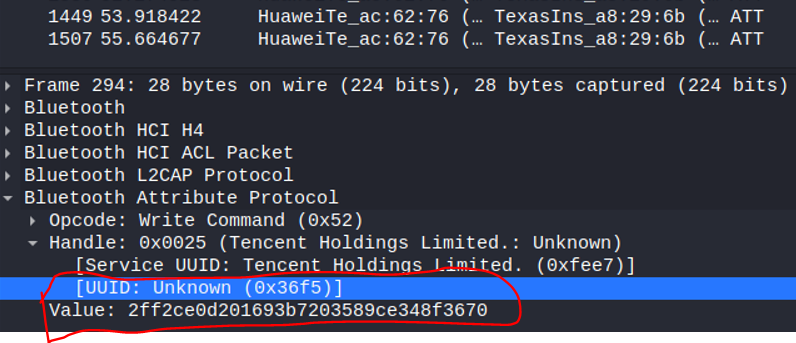 1449 53.918422 HuaweiTe_ac:62:76 (… TexasIns_a8:29:6b (… ATT
1507 55.664677 HuaweiTe_ac:62:76 (… TexasIns_a8:29:6b (… ATT
Frame 294: 28 bytes on wire (224 bits), 28 bytes captured (224 bits)
Bluetooth
Bluetooth HCI H4
Bluetooth HCI ACL Packet
Bluetooth L2CAP Protocol
Bluetooth Attribute Protocol
Opcode: Write Command (0x52)
Handle: 0x0025 (Tencent Holdings Limited.: Unknown)
[Service UUID: Tencent Holdings Limited. (0xfee7)]
[UUID: Unknown (0x36f5)]
Value: 2ff2ce0d201693b7203589ce348f3670